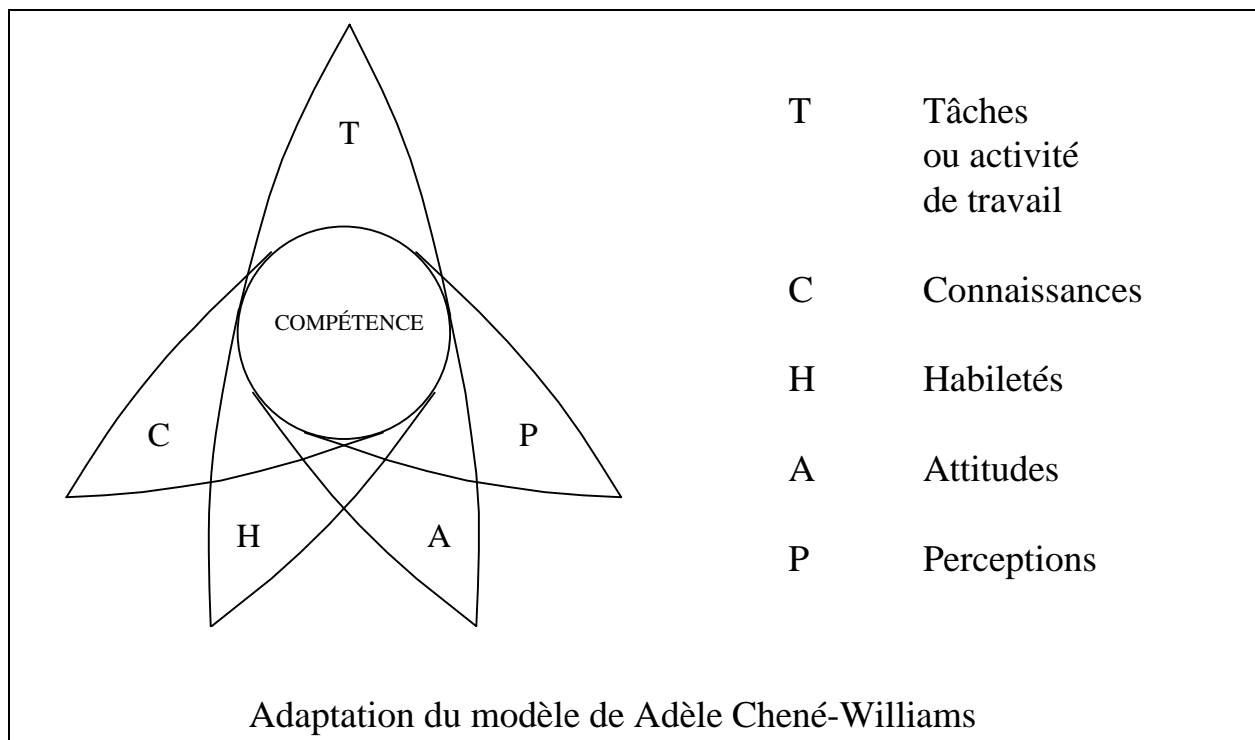 T
COMPÉTENCE
C
P
H
A
T Tâches
ou activité
de travail
C Connaissances
H Habiletés
A Attitudes
P Perceptions
Adaptation du modèle de Adèle Chené-Williams